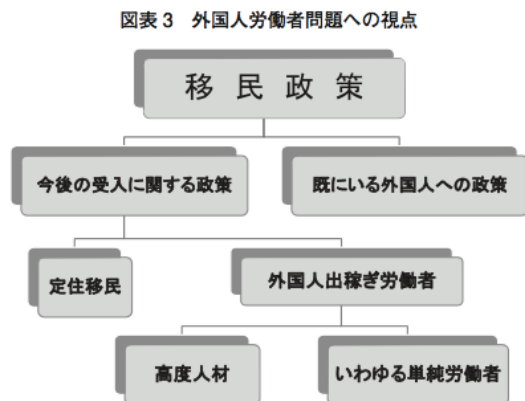 図表3 外国人労働者問題への視点
移民政策
今後の受入に関する政策
既にいる外国人への政策
定住移民
外国人出稼ぎ労働者
高度人材
いわゆる単純労働者